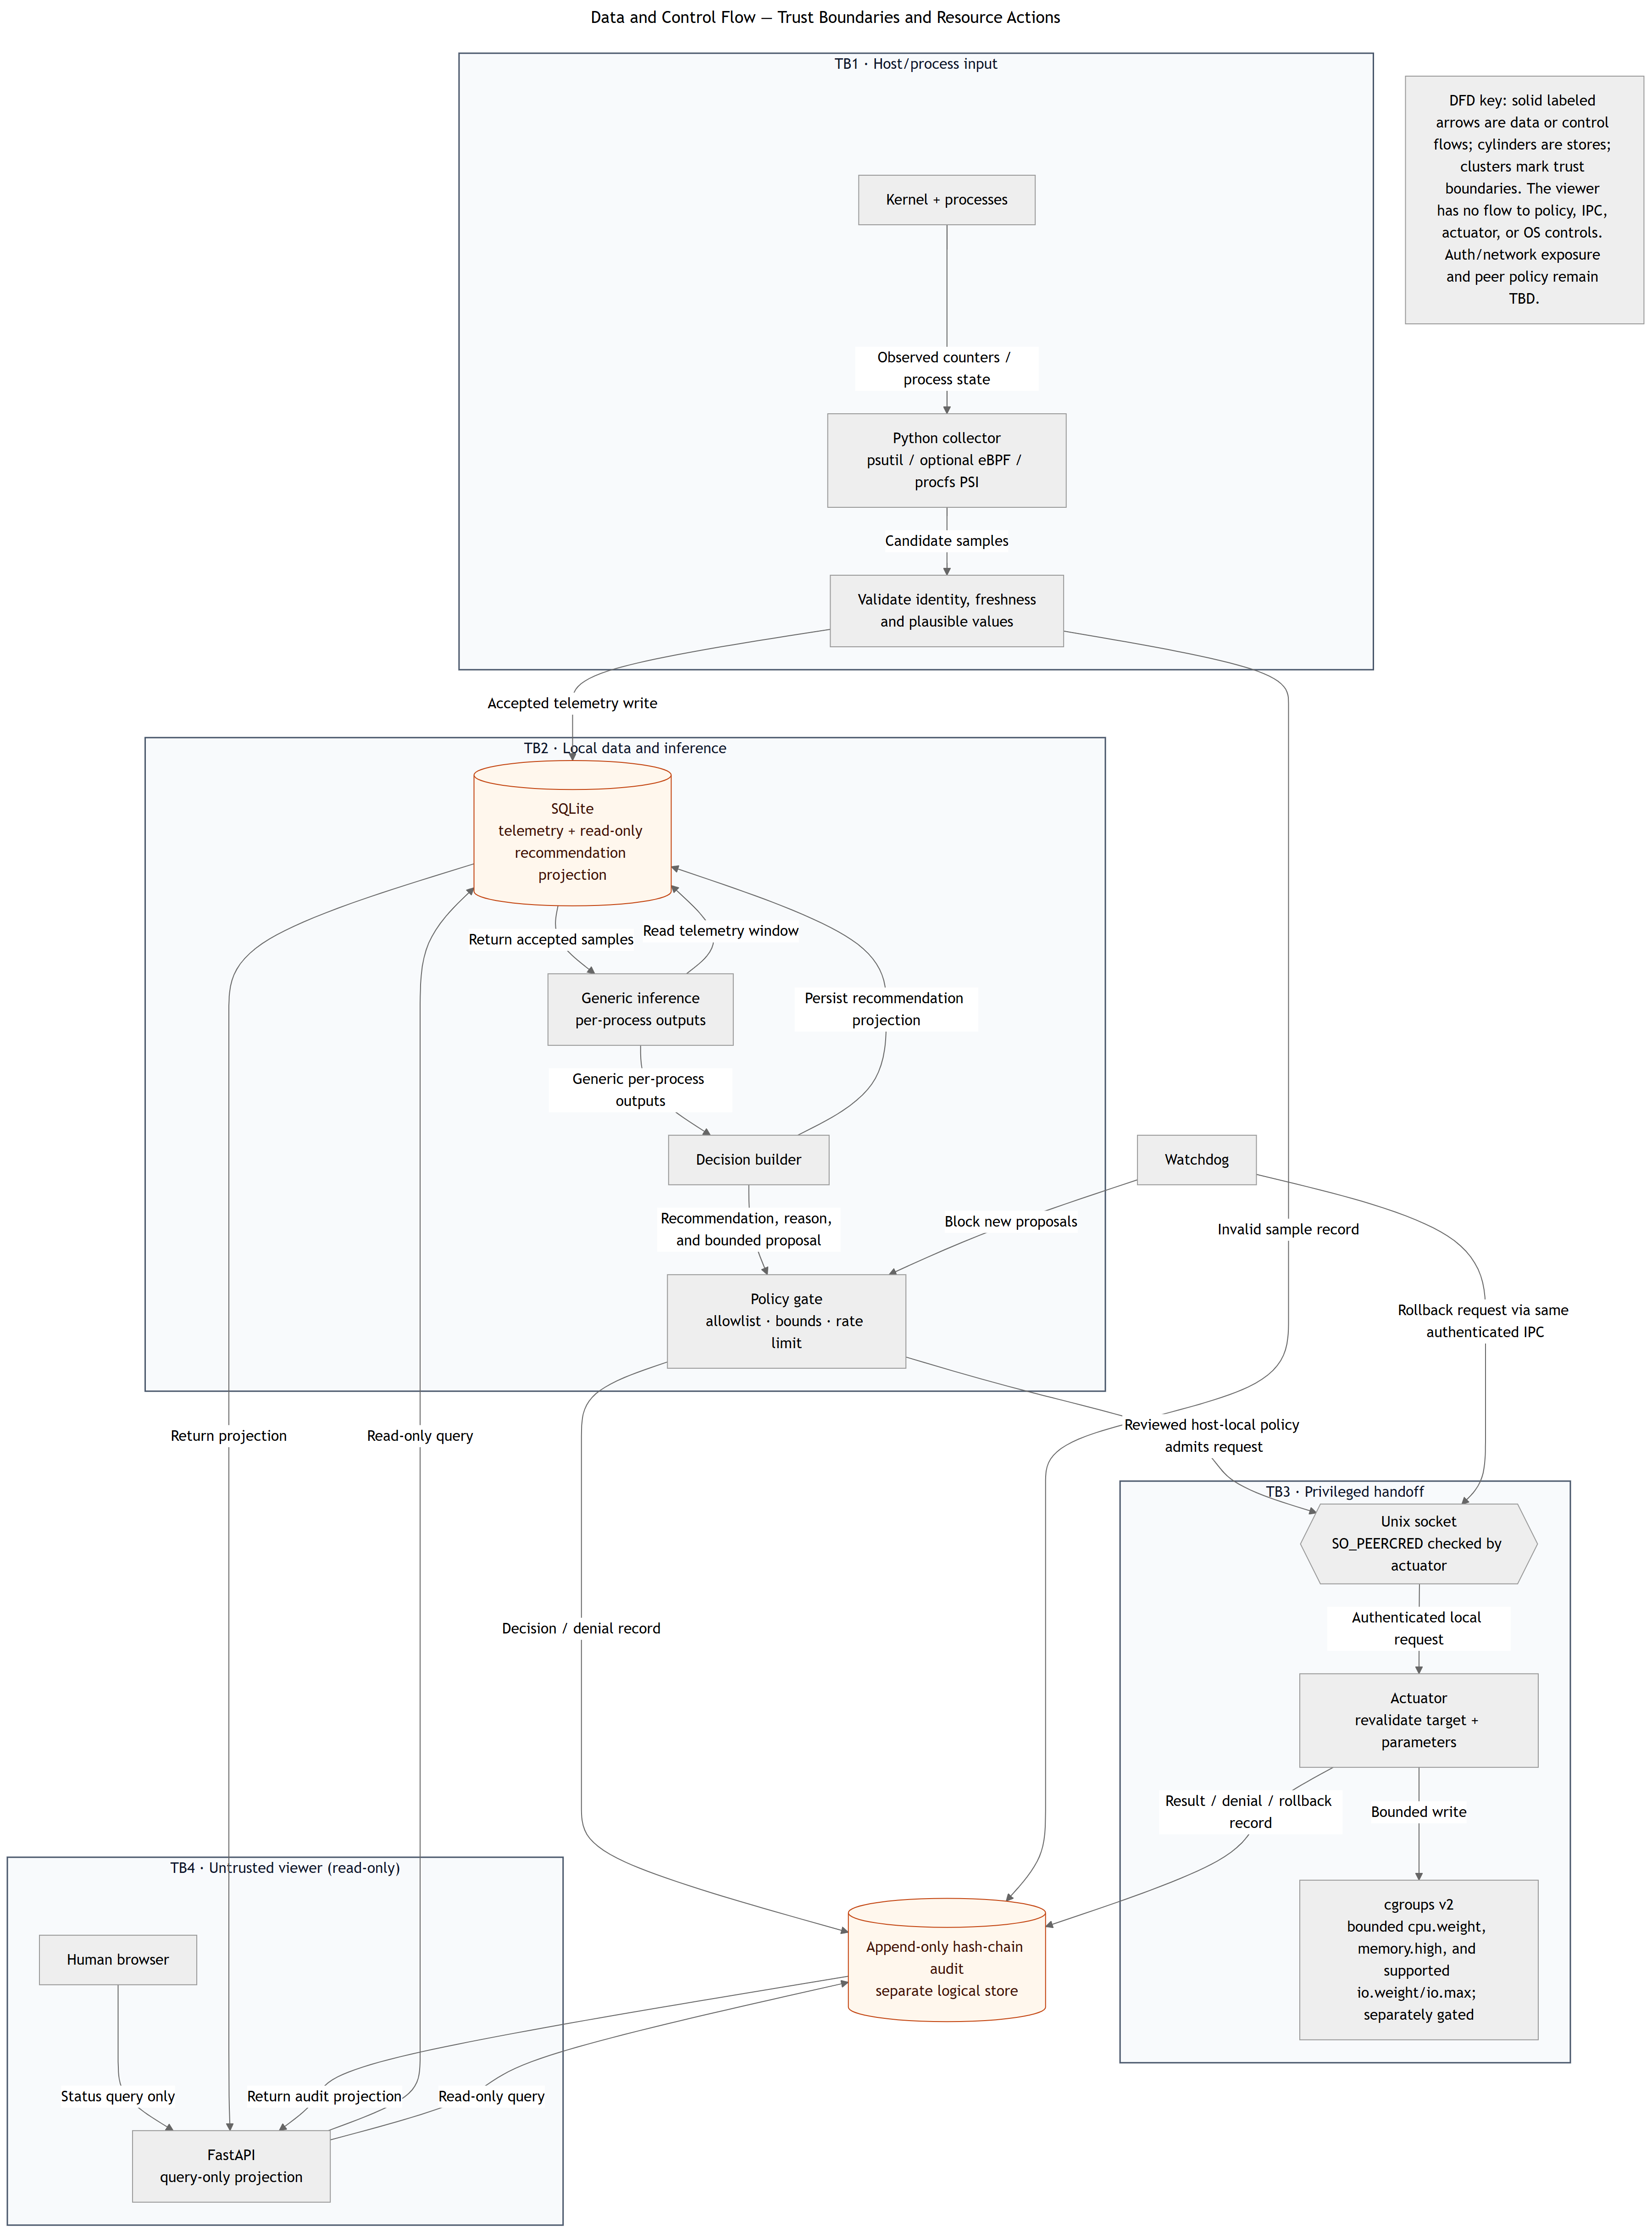 Data and Control Flow — Trust Boundaries and Resource Actions
TB1 · Host/process input
DFD key: solid labeled
arrows are data or control
flows; cylinders are stores;
clusters mark trust
boundaries. The viewer
has no flow to policy, IPC,
actuator, or OS controls.
Auth/network exposure
and peer policy remain
TBD.
Kernel + processes
Observed counters /
process state
Python collector
psutil / optional eBPF /
procfs PSI
Candidate samples
Validate identity, freshness
and plausible values
Accepted telemetry write
TB2 · Local data and inference
SQLite
telemetry + read-only
recommendation
projection
Return accepted samples
Read telemetry window
Generic inference
per-process outputs
Persist recommendation
projection
Generic per-process
outputs
Decision builder
Watchdog
Recommendation, reason,
and bounded proposal
Block new proposals
Invalid sample record
Policy gate
allowlist · bounds · rate
limit
Rollback request via same
authenticated IPC
Return projection
Read-only query
Reviewed host-local policy
admits request
TB3 · Privileged handoff
Unix socket
SO_PEERCRED checked by
actuator
Decision / denial record
Authenticated local
request
Actuator
revalidate target +
parameters
Result / denial / rollback
record
Bounded write
TB4 · Untrusted viewer (read-only)
Human browser
Append-only hash-chain
audit
separate logical store
cgroups v2
bounded cpu.weight,
memory.high, and
supported
io.weight/io.max;
separately gated
Status query only
Return audit projection
Read-only query
FastAPI
query-only projection